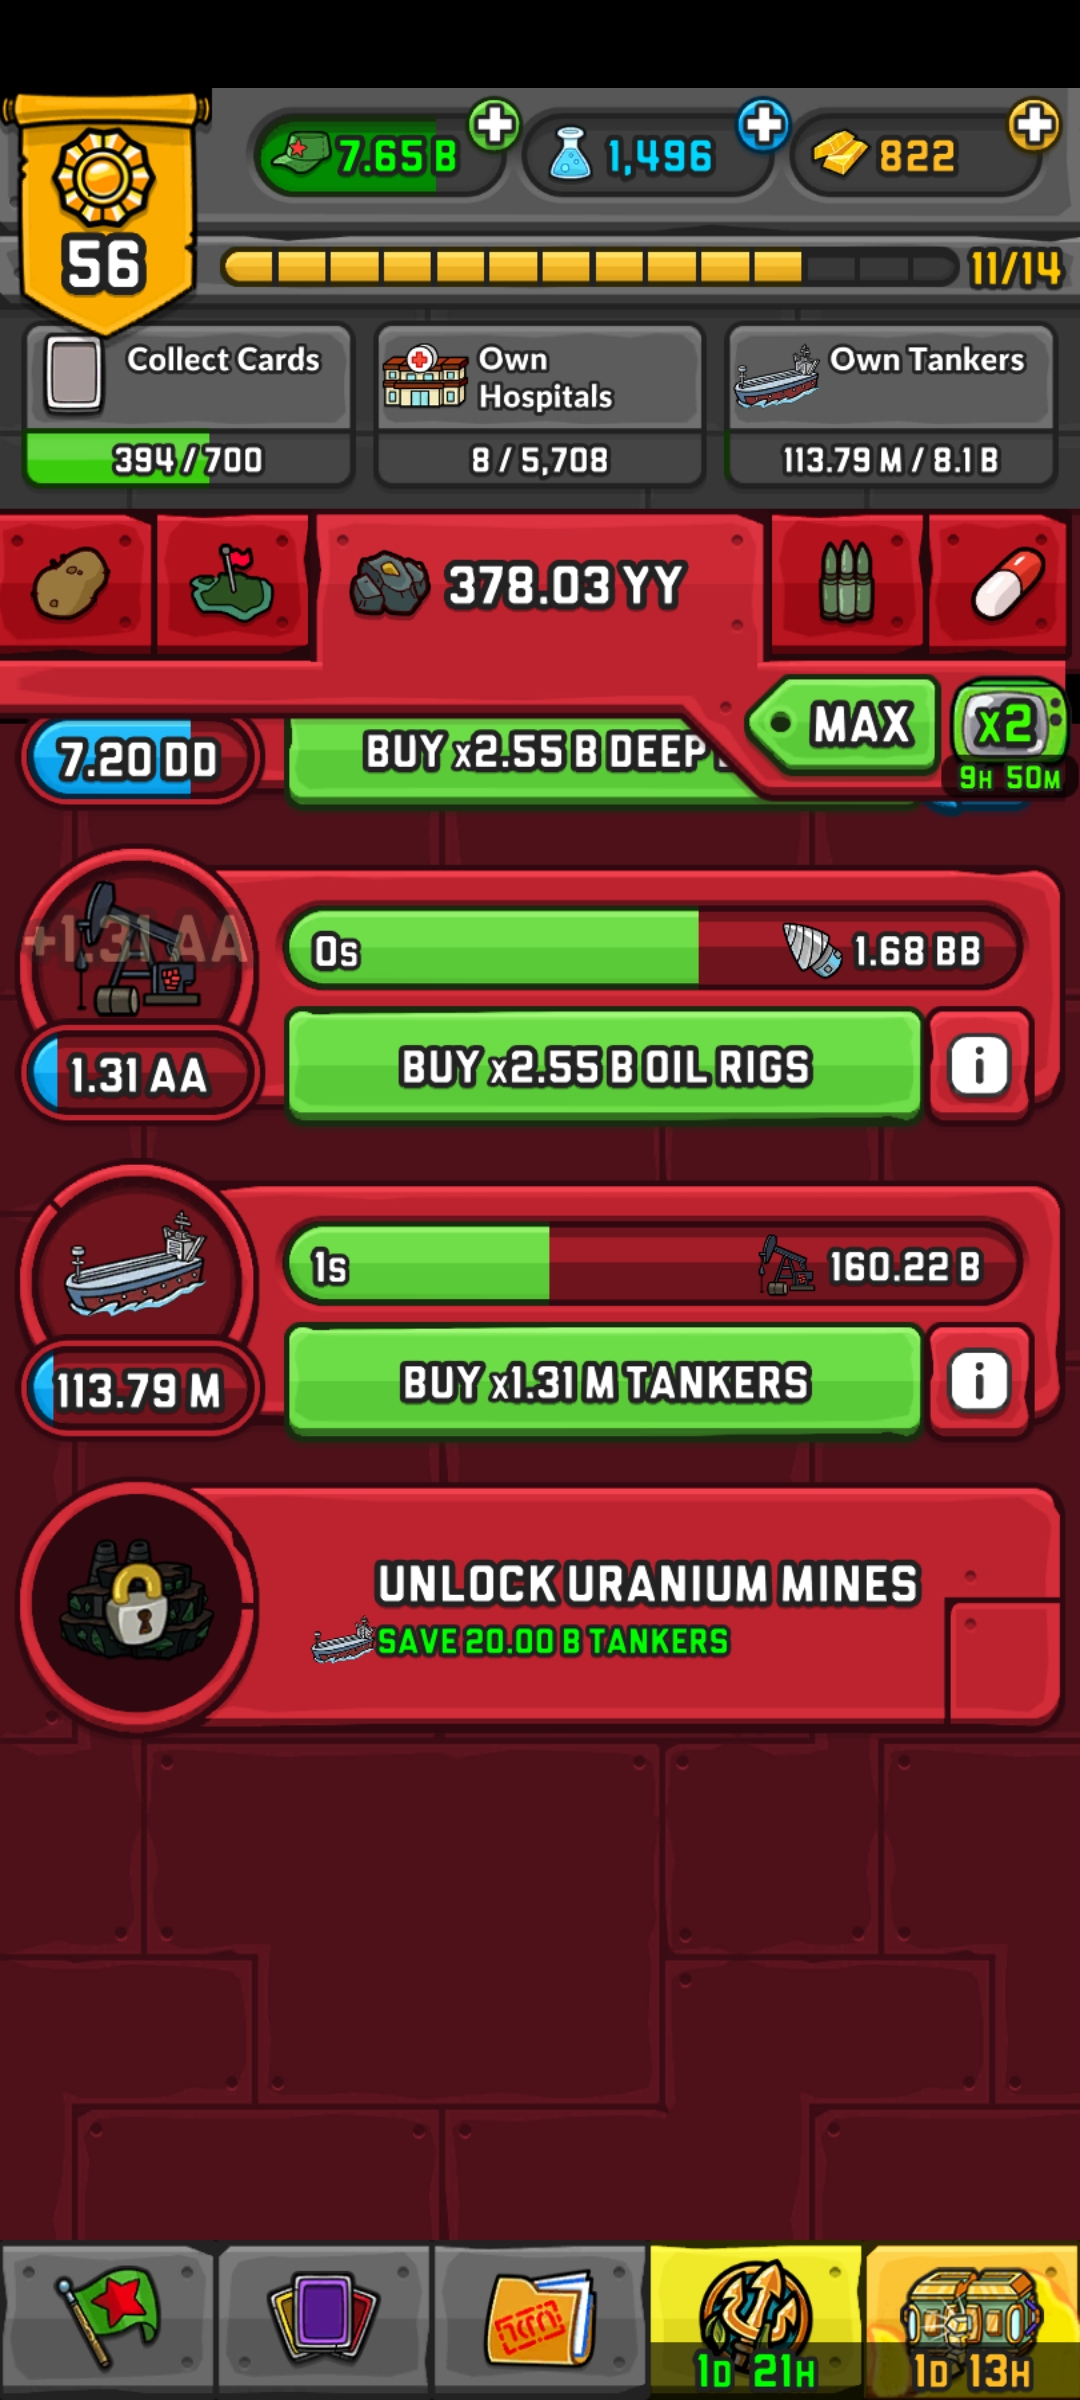 7.65 B
1,496
822
56
11/14
Collect Cards
394 / 700
Own
Hospitals
8 / 5,708
Own Tankers
113.79 M / 8.1 B
378.03 YY
MAX
x2
9H 50M
7.20 DD
BUY x2.55 B DEEP
+1.31 AA
0s
1.68 BB
1.31 AA
BUY x2.55 B OIL RIGS
i
1s
160.22 B
113.79 M
BUY x1.31 M TANKERS
i
UNLOCK URANIUM MINES
SAVE 20.00 B TANKERS
1D 21H
1D 13H